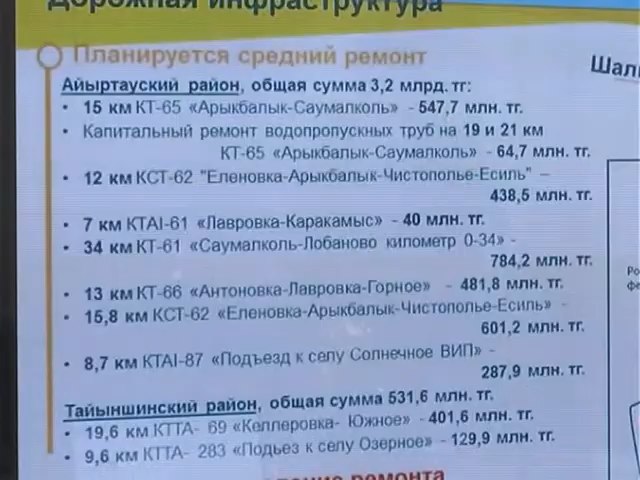 Дорожная инфраструктура
Планируется средний ремонт
Айыртауский район, общая сумма 3,2 млрд. тг:
• 15 км КТ-65 «Арыкбалык-Саумалколь» - 547,7 млн. тг.
• Капитальный ремонт водопропускных труб на 19 и 21 км
КТ-65 «Арыкбалык-Саумалколь» - 64,7 млн. тг.
• 12 км КСТ-62 "Еленовка-Арыкбалык-Чистополье-Есиль" –
438,5 млн. тг.
• 7 км KTAI-61 «Лавровка-Каракамыс» - 40 млн. тг.
• 34 км КТ-61 «Саумалколь-Лобаново километр 0-34» -
784,2 млн. тг.
• 13 км КТ-66 «Антоновка-Лавровка-Горное» - 481,8 млн. тг.
• 15,8 км КСТ-62 «Еленовка-Арыкбалык-Чистополье-Есиль» -
601,2 млн. тг.
• 8,7 км KTAI-87 «Подъезд к селу Солнечное ВИП» -
287,9 млн. тг.
Тайыншинский район, общая сумма 531,6 млн. тг.
• 19,6 км КТТА- 69 «Келлеровка- Южное» - 401,6 млн. тг.
• 9,6 км КТТА- 283 «Подьез к селу Озерное» - 129,9 млн. тг.
ремонта